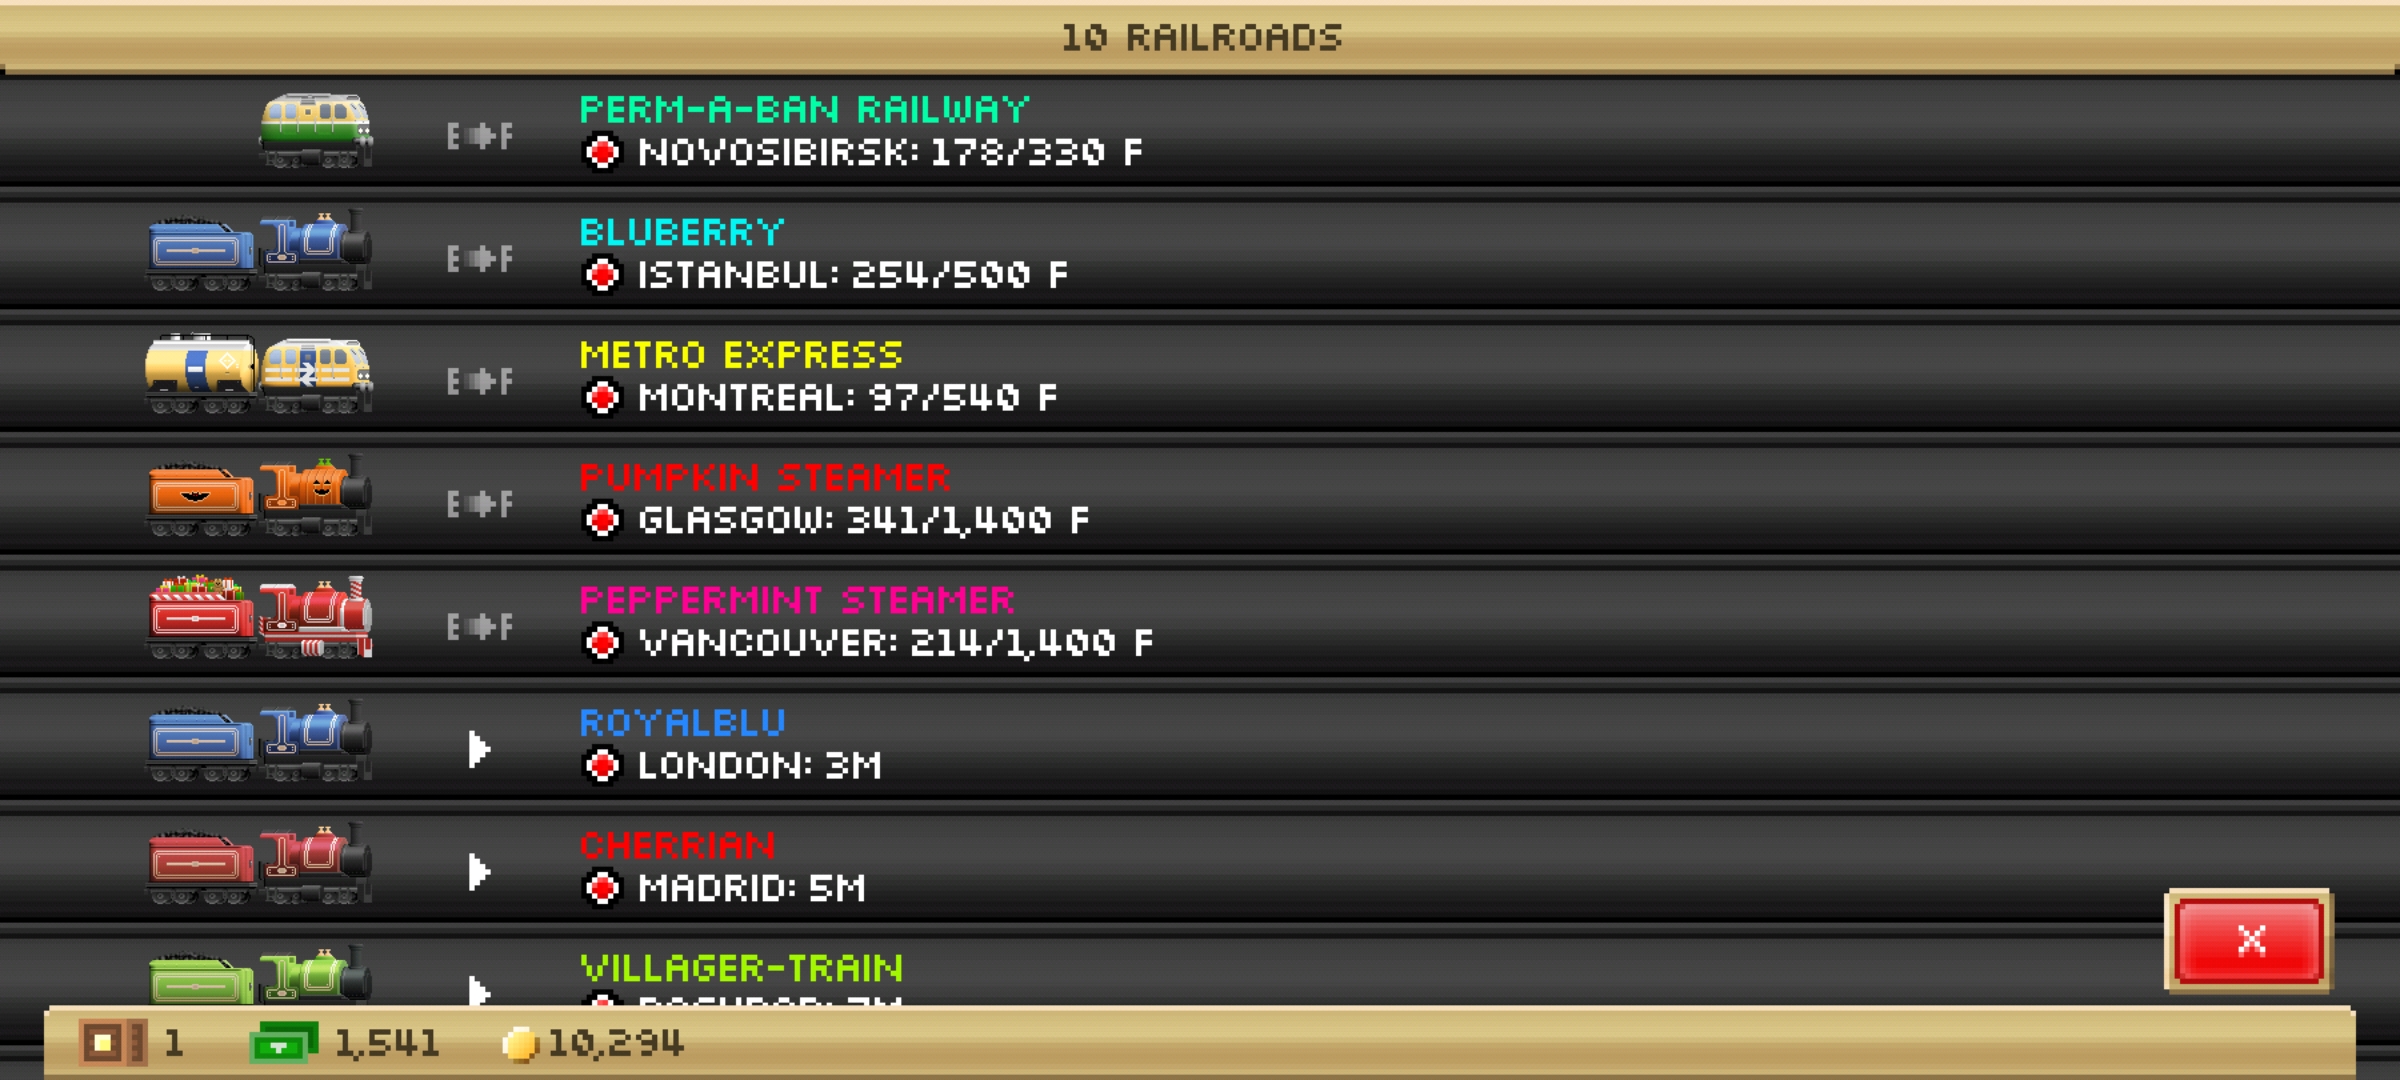 10 RAILROADS
PERM-A-BAN RAILWAY
E F
NOVOSIBIRSK: 178/330 F
BLUBERRY
E F
ISTANBUL: 254/500 F
METRO EXPRESS
E F
MONTREAL: 97/540 F
PUMPKIN STEAMER
E F
GLASGOW: 341/1,400 F
PEPPERMINT STEAMER
E F
VANCOUVER: 214/1,400 F
ROYALBLU
LONDON: 3M
CHERRIAN
MADRID: 5M
X
VILLAGER-TRAIN
1 1,541 10,294